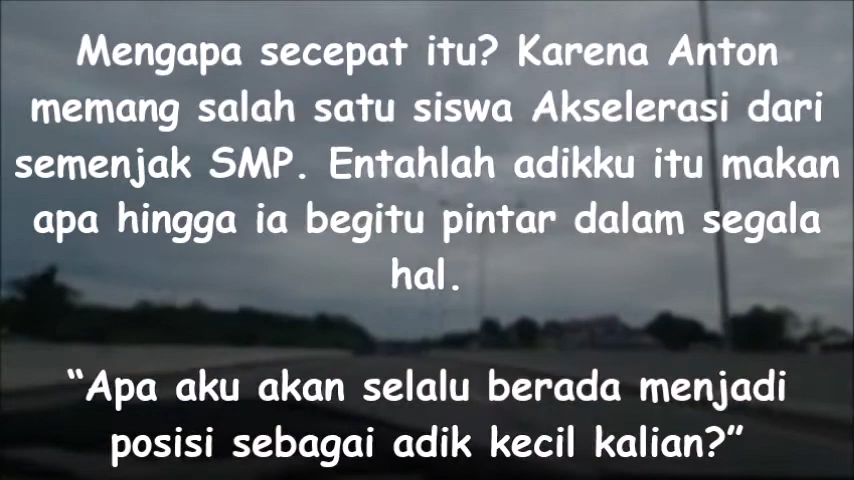 Mengapa secepat itu? Karena Anton
memang salah satu siswa Akselerasi dari
semenjak SMP. Entahlah adikku itu makan
apa hingga ia begitu pintar dalam segala
hal.
“Apa aku akan selalu berada menjadi
posisi sebagai adik kecil kalian?”